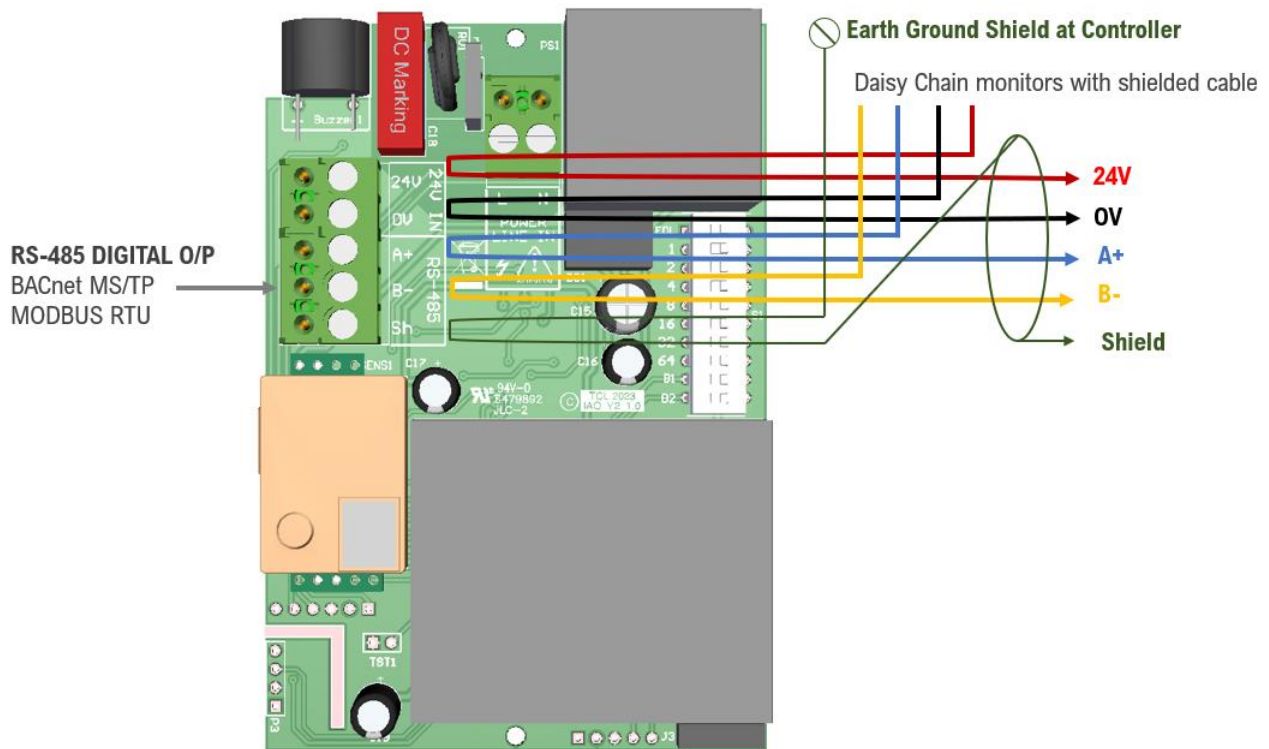 Earth Ground Shield at Controller
Daisy Chain monitors with shielded cable
24V
0V
A+
B-
Shield
RS-485 DIGITAL O/P
BACnet MS/TP
MODBUS RTU
DC Marking
PS1
C18
Buzzer1
24V
0V
24V IN
A+
B-
Sh
RS-485
L N
POWER
LINE IN
1
2
4
8
16
32
64
B1
B2
C15
C16
C17 +
94V-0
E479892
JLC-2
© TCL 2023
IAQ Y2 1.0
TST1
P3
J3